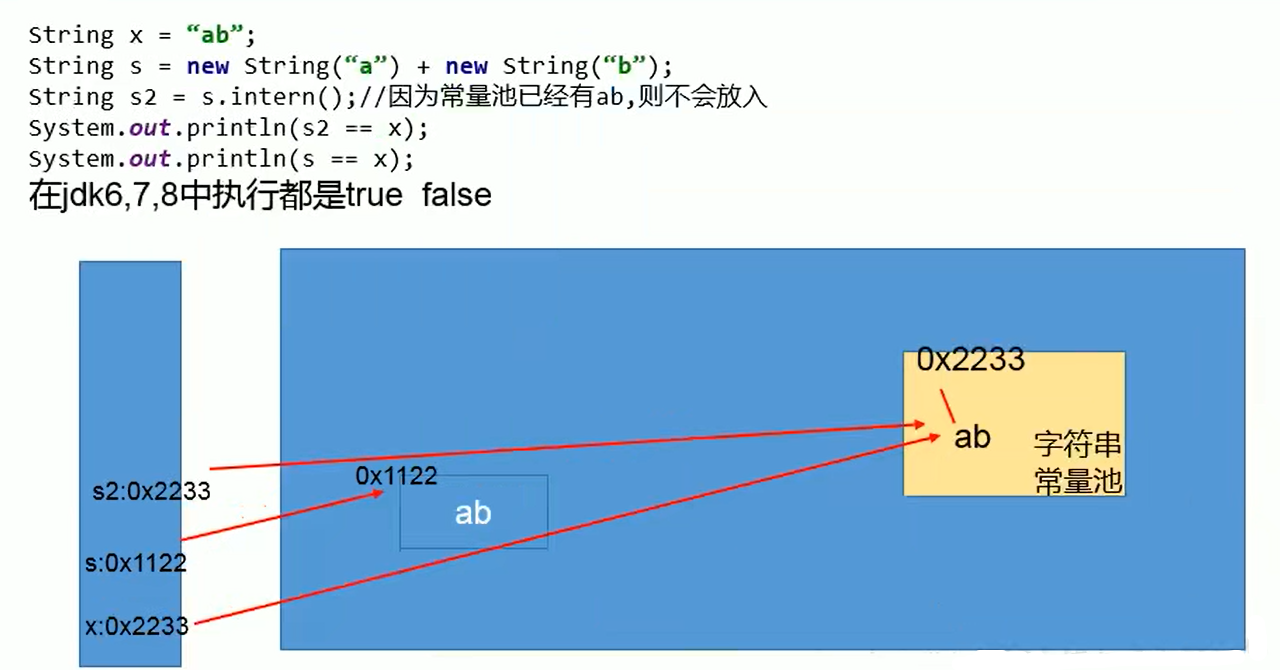 String x = “ab”;
String s = new String(“a”) + new String(“b”);
String s2 = s.intern();//因为常量池已经有ab,则不会放入
System.out.println(s2 == x);
System.out.println(s == x);
在jdk6,7,8中执行都是true false
0x2233
ab
字符串
常量池
0x1122
ab
s2:0x2233
s:0x1122
x:0x2233